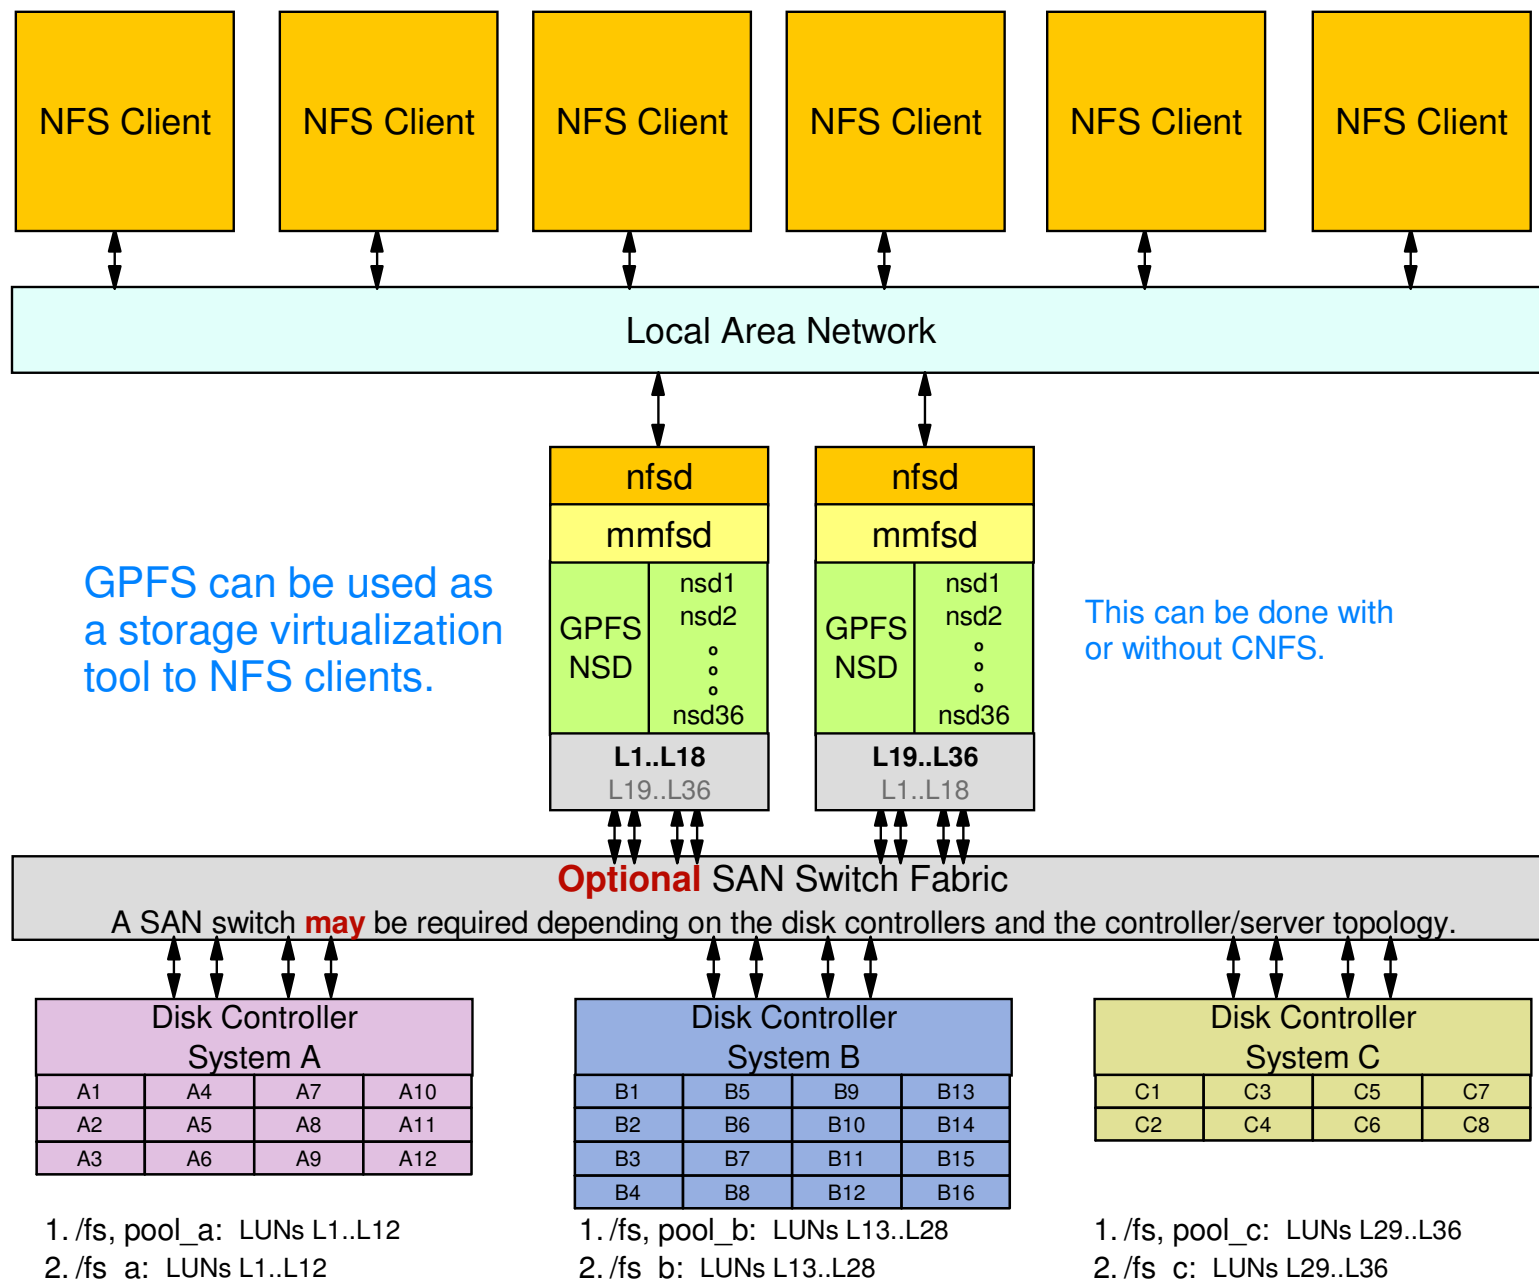 NFS Client
NFS Client
NFS Client
NFS Client
NFS Client
NFS Client
Local Area Network
GPFS can be used as
a storage virtualization
tool to NFS clients.
nfsd
mmfsd
GPFS
NSD
nsd1
nsd2
o
o
o
nsd36
L1..L18
L19..L36
nfsd
mmfsd
GPFS
NSD
nsd1
nsd2
o
o
o
nsd36
L19..L36
L1..L18
This can be done with
or without CNFS.
Optional SAN Switch Fabric
A SAN switch may be required depending on the disk controllers and the controller/server topology.
Disk Controller
System A
A1 A4 A7 A10
A2 A5 A8 A11
A3 A6 A9 A12
1. /fs, pool_a: LUNs L1..L12
2. /fs_a: LUNs L1..L12
Disk Controller
System B
B1 B5 B9 B13
B2 B6 B10 B14
B3 B7 B11 B15
B4 B8 B12 B16
1. /fs, pool_b: LUNs L13..L28
2. /fs_b: LUNs L13..L28
Disk Controller
System C
C1 C3 C5 C7
C2 C4 C6 C8
1. /fs, pool_c: LUNs L29..L36
2. /fs_c: LUNs L29..L36